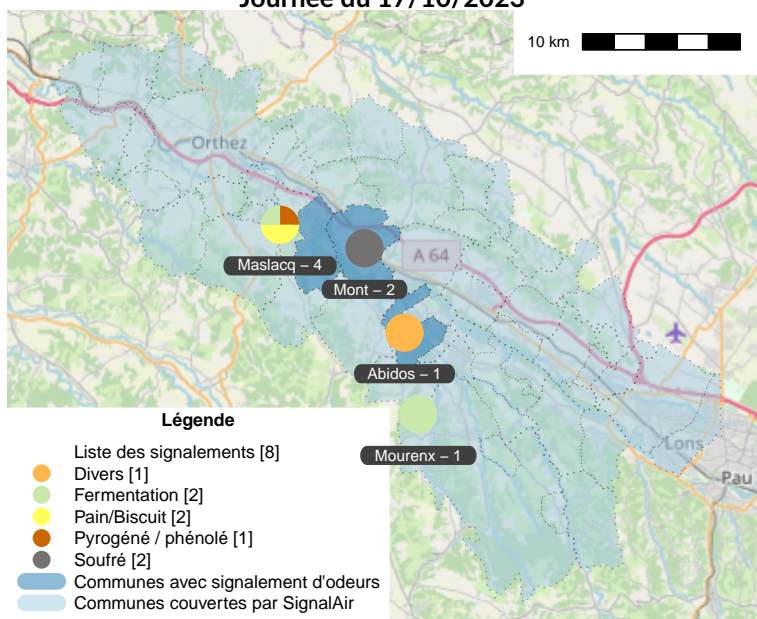 Journée du 17/10/2023
10 km
Orthez
Maslacq – 4
A 64
Mont – 2
Abidos – 1
Mourenx – 1
Lons
Pau
Légende
Liste des signalements [8]
Divers [1]
Fermentation [2]
Pain/Biscuit [2]
Pyrogéné / phénolé [1]
Soufré [2]
Communes avec signalement d'odeurs
Communes couvertes par SignalAir